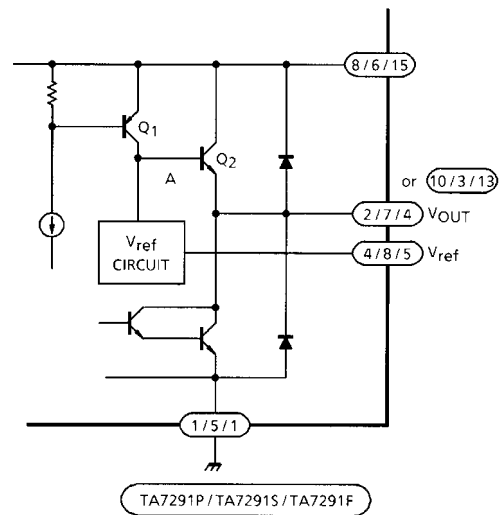 8 / 6 / 15
Q1
Q2
A
or 10 / 3 / 13
2 / 7 / 4 VOUT
Vref
CIRCUIT
4 / 8 / 5 Vref
1 / 5 / 1
TA7291P / TA7291S / TA7291F